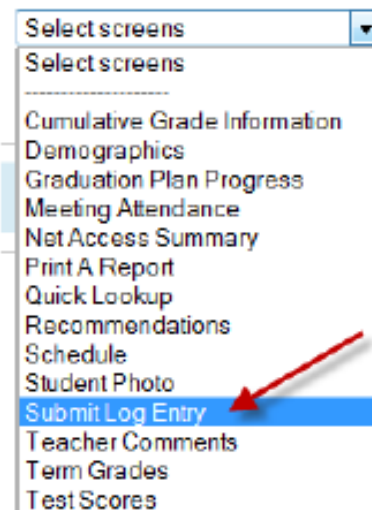 Select screens
Select screens
--------------------
Cumulative Grade Information
Demographics
Graduation Plan Progress
Meeting Attendance
Net Access Summary
Print A Report
Quick Lookup
Recommendations
Schedule
Student Photo
Submit Log Entry
Teacher Comments
Term Grades
Test Scores